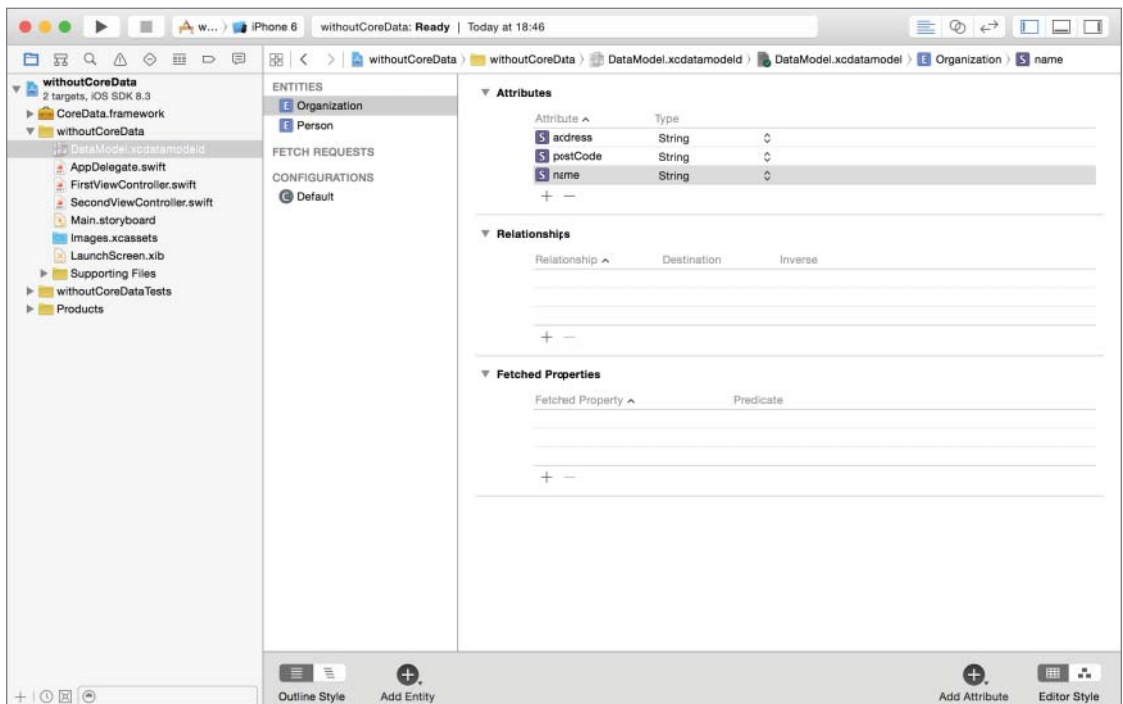 w... iPhone 6 withoutCoreData: Ready | Today at 18:46
withoutCoreData withoutCoreData DataModel.xcdatamodeld DataModel.xcdatamodel E Organization S name
withoutCoreData
2 targets, iOS SDK 8.3
CoreData.framework
withoutCoreData
DataModel.xcdatamodeld
AppDelegate.swift
FirstViewController.swift
SecondViewController.swift
Main.storyboard
Images.xcassets
LaunchScreen.xib
Supporting Files
withoutCoreDataTests
Products
ENTITIES
E Organization
E Person
FETCH REQUESTS
CONFIGURATIONS
C Default
Attributes
Attribute Type
S address String
S postCode String
S name String
+ −
Relationships
Relationship Destination Inverse
+ −
Fetched Properties
Fetched Property Predicate
+ −
Outline Style Add Entity Add Attribute Editor Style